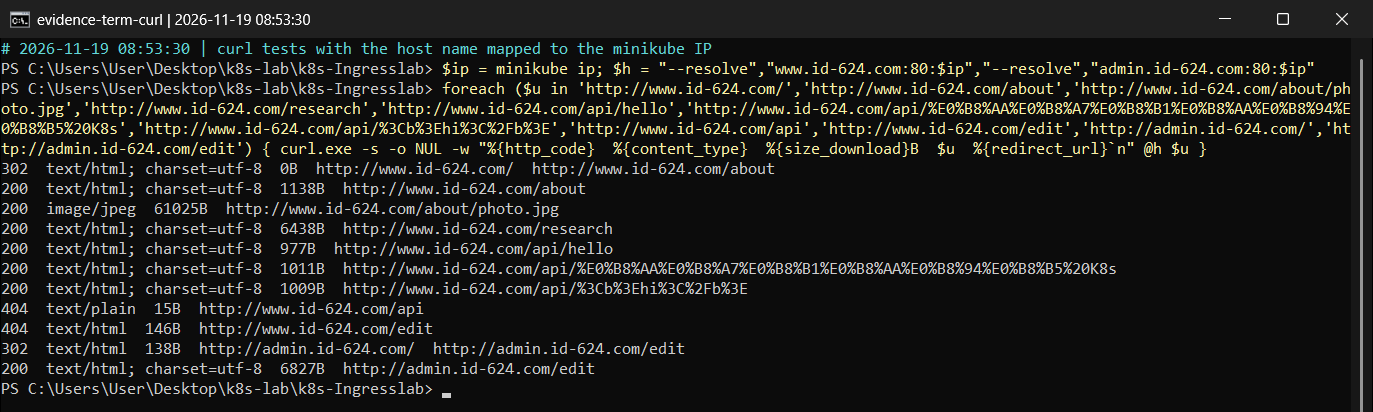 evidence-term-curl | 2026-11-19 08:53:30
# 2026-11-19 08:53:30 | curl tests with the host name mapped to the minikube IP
PS C:\Users\User\Desktop\k8s-lab\k8s-Ingresslab> $ip = minikube ip; $h = "--resolve","www.id-624.com:80:$ip","--resolve","admin.id-624.com:80:$ip"
PS C:\Users\User\Desktop\k8s-lab\k8s-Ingresslab> foreach ($u in 'http://www.id-624.com/','http://www.id-624.com/about','http://www.id-624.com/about/ph
oto.jpg','http://www.id-624.com/research','http://www.id-624.com/api/hello','http://www.id-624.com/api/%E0%B8%AA%E0%B8%A7%E0%B8%B1%E0%B8%AA%E0%B8%94%E
0%B8%B5%20K8s','http://www.id-624.com/api/%3Cb%3Ehi%3C%2Fb%3E','http://www.id-624.com/api','http://www.id-624.com/edit','http://admin.id-624.com/','ht
tp://admin.id-624.com/edit') { curl.exe -s -o NUL -w "%{http_code}  %{content_type}  %{size_download}B  $u  %{redirect_url}`n" @h $u }
302  text/html; charset=utf-8  0B  http://www.id-624.com/  http://www.id-624.com/about
200  text/html; charset=utf-8  1138B  http://www.id-624.com/about
200  image/jpeg  61025B  http://www.id-624.com/about/photo.jpg
200  text/html; charset=utf-8  6438B  http://www.id-624.com/research
200  text/html; charset=utf-8  977B  http://www.id-624.com/api/hello
200  text/html; charset=utf-8  1011B  http://www.id-624.com/api/%E0%B8%AA%E0%B8%A7%E0%B8%B1%E0%B8%AA%E0%B8%94%E0%B8%B5%20K8s
200  text/html; charset=utf-8  1009B  http://www.id-624.com/api/%3Cb%3Ehi%3C%2Fb%3E
404  text/plain  15B  http://www.id-624.com/api
404  text/html  146B  http://www.id-624.com/edit
302  text/html  138B  http://admin.id-624.com/  http://admin.id-624.com/edit
200  text/html; charset=utf-8  6827B  http://admin.id-624.com/edit
PS C:\Users\User\Desktop\k8s-lab\k8s-Ingresslab>